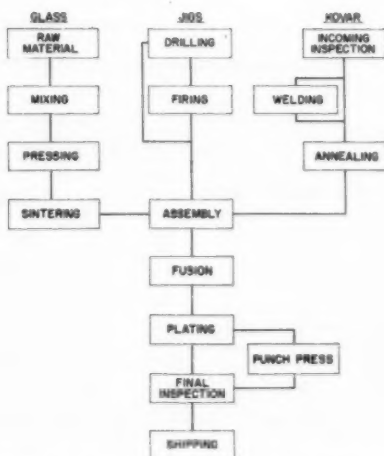 GLASS
JIGS
KOVAR
RAW
MATERIAL
DRILLING
INCOMING
INSPECTION
MIXING
FIRING
WELDING
PRESSING
ANNEALING
SINTERING
ASSEMBLY
FUSION
PLATING
PUNCH PRESS
FINAL
INSPECTION
SHIPPING